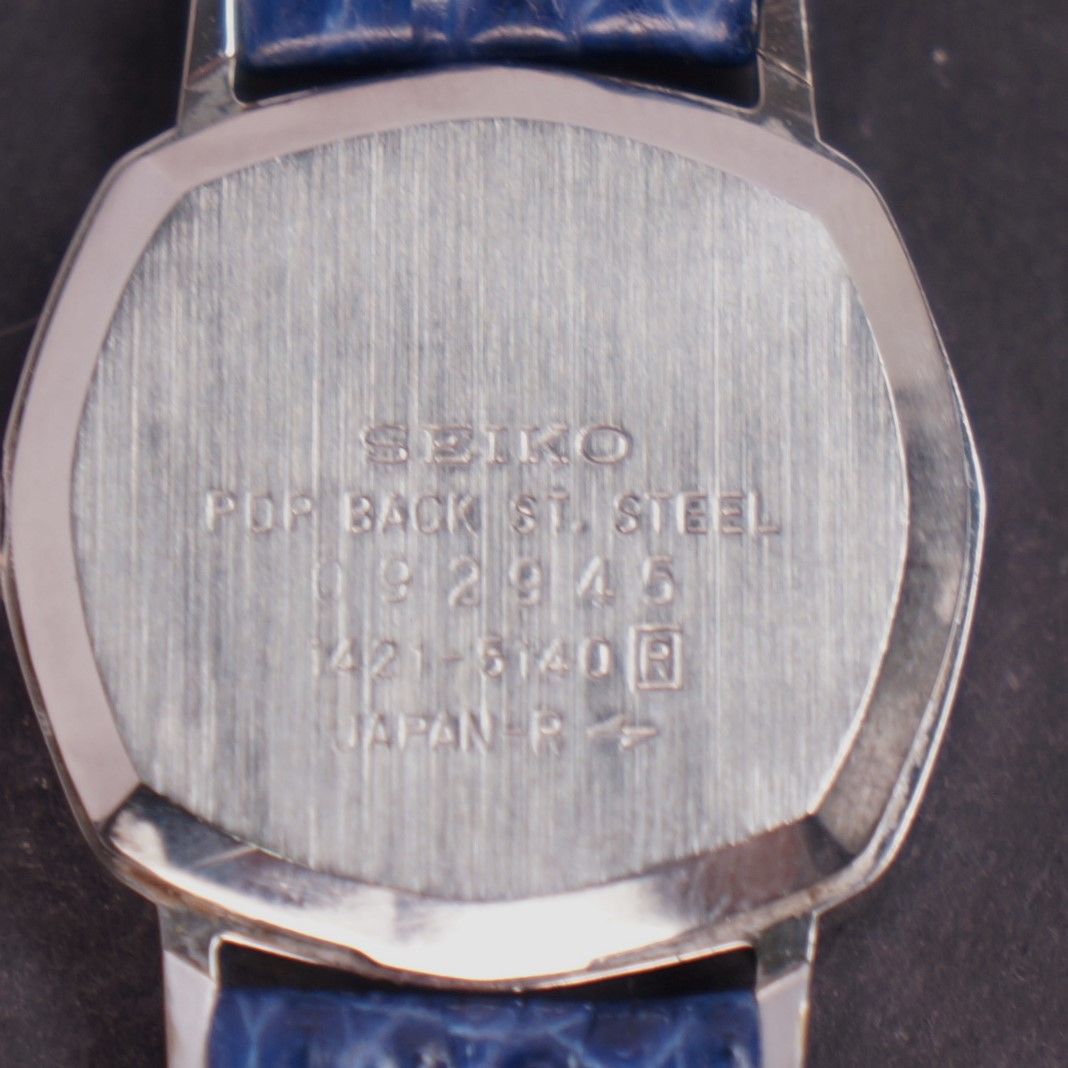 SEIKO
POP BACK ST. STEEL
092945
1421-5140 R
JAPAN-R